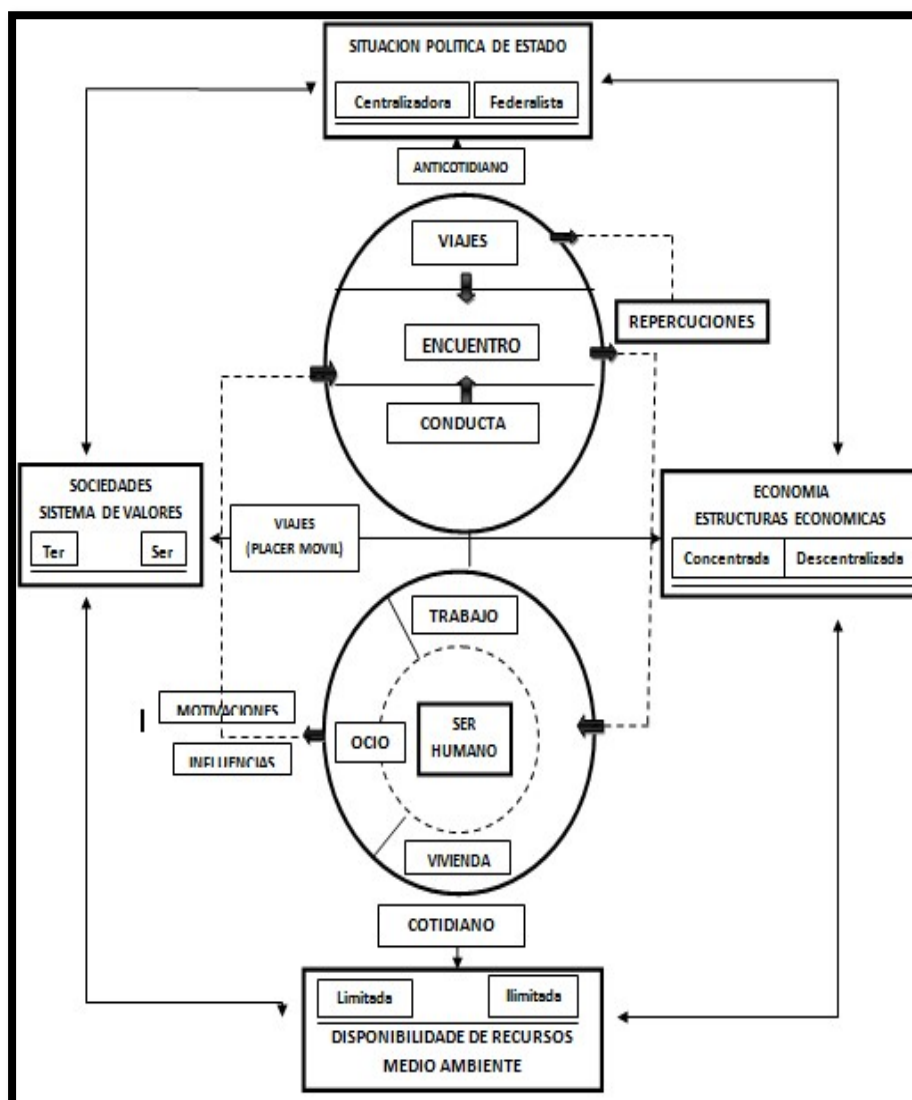 SITUACION POLITICA DE ESTADO
Centralizadora
Federalista
ANTICOTIDIANO
VIAJES
REPERCUCIONES
ENCUENTRO
CONDUCTA
SOCIEDADES
SISTEMA DE VALORES
Ter
Ser
VIAJES
(PLACER MOVIL)
ECONOMIA
ESTRUCTURAS ECONOMICAS
Concentrada
Descentralizada
TRABAJO
MOTIVACIONES
INFLUENCIAS
OCIO
SER
HUMANO
VIVIENDA
COTIDIANO
Limitada
Ilimitada
DISPONIBILIDADE DE RECURSOS
MEDIO AMBIENTE